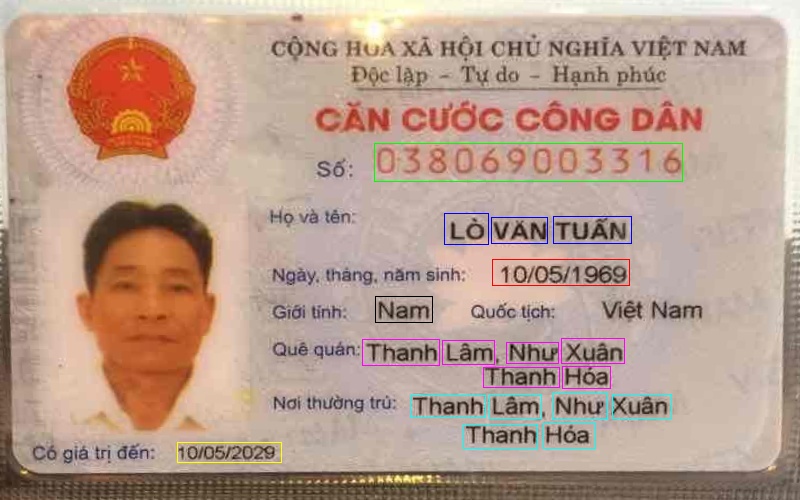 CỘNG HÒA XÃ HỘI CHỦ NGHĨA VIỆT NAM
Độc lập - Tự do - Hạnh phúc
CĂN CƯỚC CÔNG DÂN
Số: 038069003316
Họ và tên:
LÒ VĂN TUẤN
Ngày, tháng, năm sinh: 10/05/1969
Giới tính: Nam Quốc tịch: Việt Nam
Quê quán: Thanh Lâm, Như Xuân
Thanh Hóa
Nơi thường trú: Thanh Lâm, Như Xuân
Thanh Hóa
Có giá trị đến: 10/05/2029